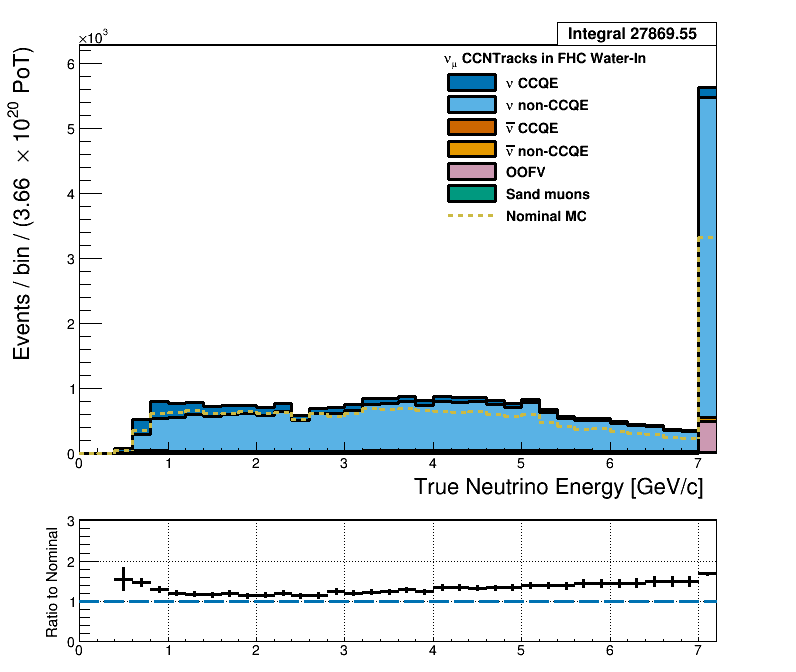 Integral 27869.55
×10³
ν_μ CCNTracks in FHC Water-In
ν CCQE
ν non-CCQE
ν̅ CCQE
ν̅ non-CCQE
OOFV
Sand muons
Nominal MC
Events / bin / (3.66 × 10²⁰ PoT)
6
5
4
3
2
1
0
0 1 2 3 4 5 6 7
True Neutrino Energy [GeV/c]
Ratio to Nominal
3
2
1
0
0 1 2 3 4 5 6 7